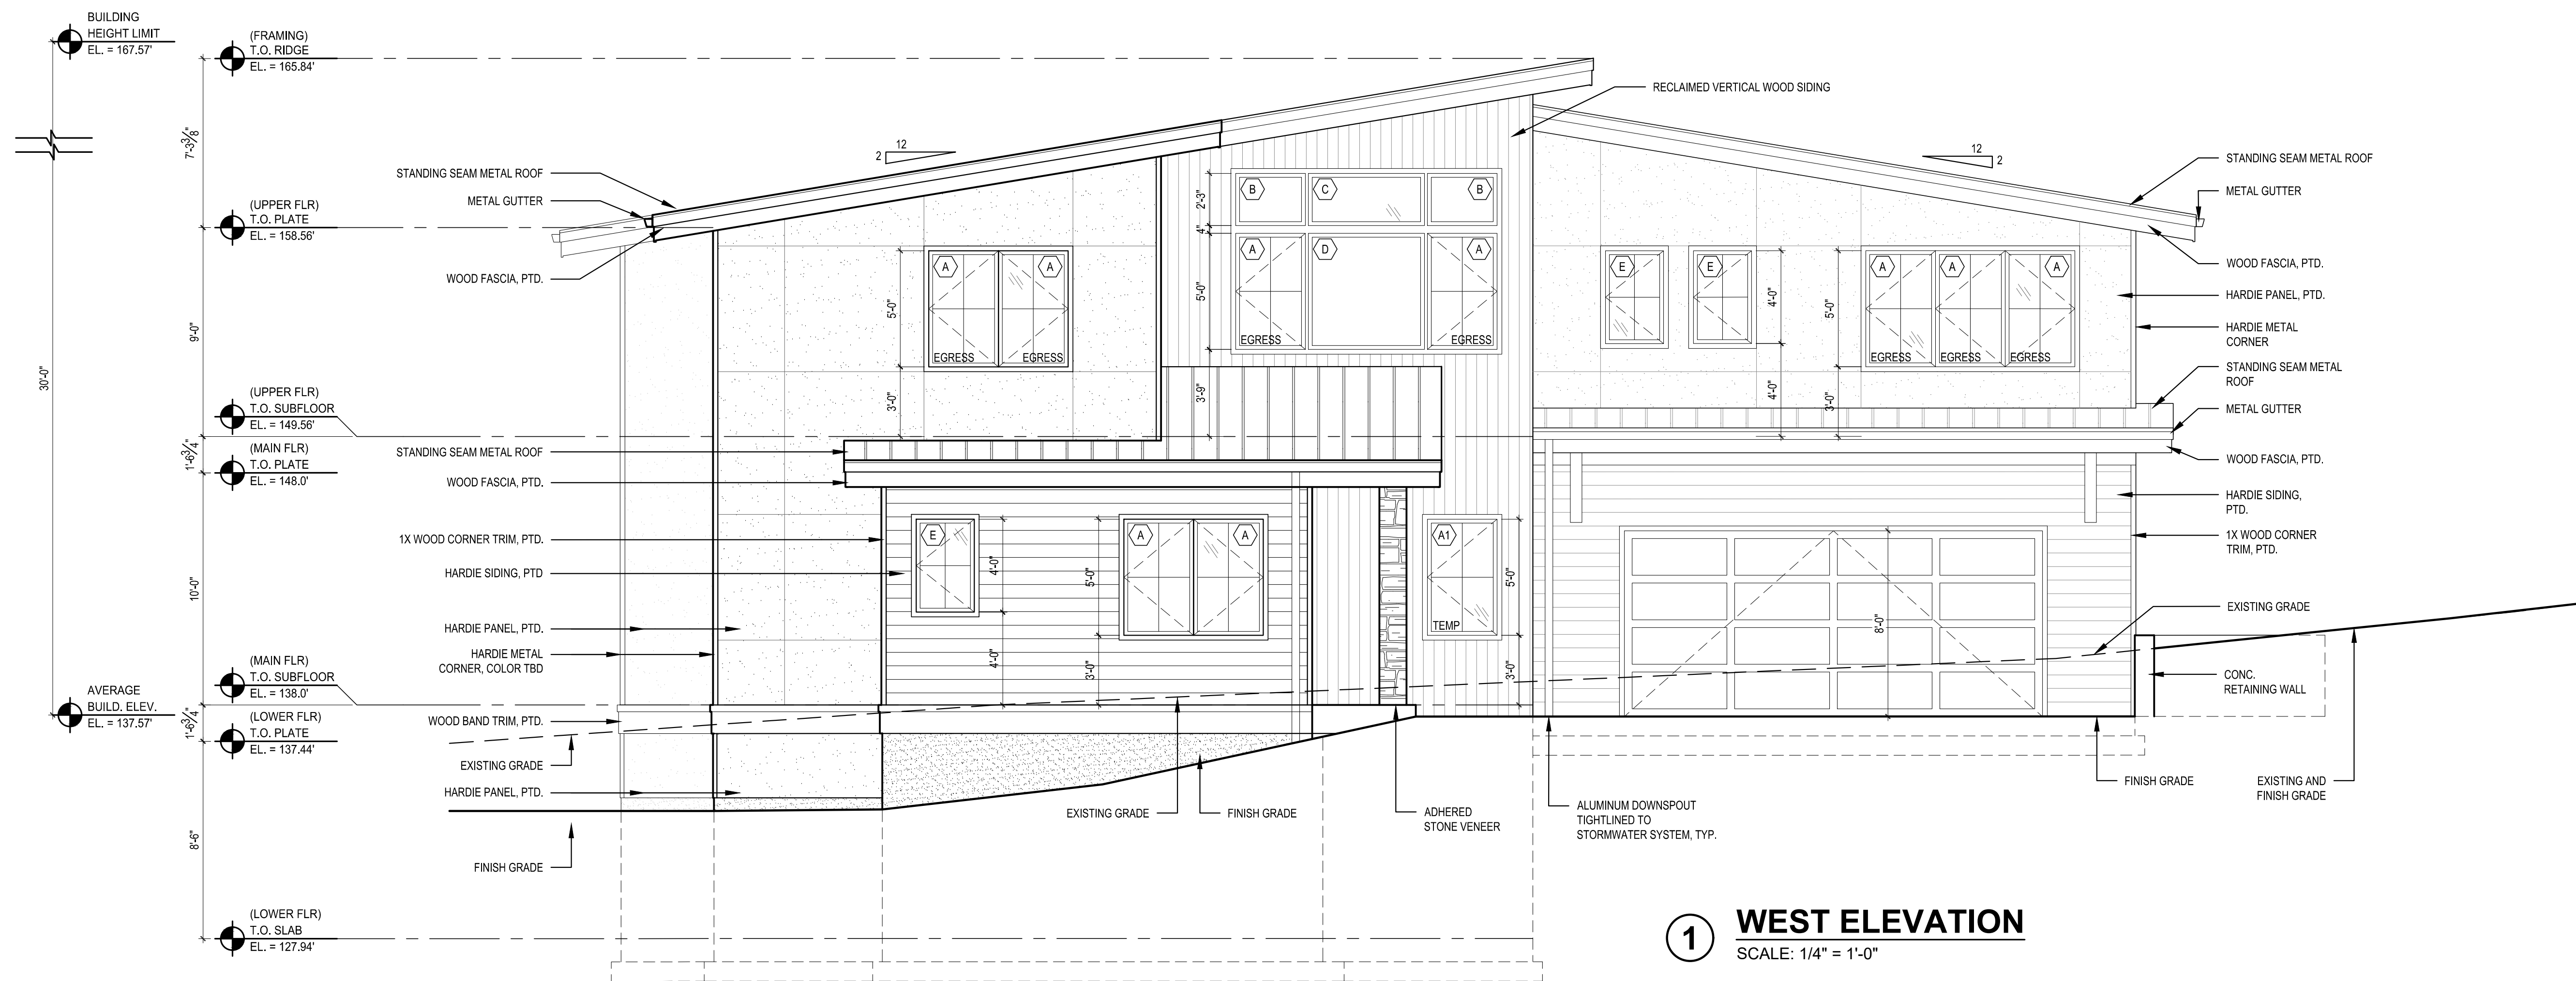 BUILDING
HEIGHT LIMIT
EL. = 167.57'
(FRAMING)
T.O. RIDGE
EL. = 165.84'
7'-3 3/8"
(UPPER FLR)
T.O. PLATE
EL. = 158.56'
9'-0"
30'-0"
(UPPER FLR)
T.O. SUBFLOOR
EL. = 149.56'
1'-6 3/4"
(MAIN FLR)
T.O. PLATE
EL. = 148.0'
10'-0"
(MAIN FLR)
T.O. SUBFLOOR
EL. = 138.0'
AVERAGE
BUILD. ELEV.
EL. = 137.57'
1'-6 3/4"
(LOWER FLR)
T.O. PLATE
EL. = 137.44'
8'-6"
(LOWER FLR)
T.O. SLAB
EL. = 127.94'
STANDING SEAM METAL ROOF
METAL GUTTER
WOOD FASCIA, PTD.
STANDING SEAM METAL ROOF
WOOD FASCIA, PTD.
1X WOOD CORNER TRIM, PTD.
HARDIE SIDING, PTD
HARDIE PANEL, PTD.
HARDIE METAL
CORNER, COLOR TBD
WOOD BAND TRIM, PTD.
EXISTING GRADE
HARDIE PANEL, PTD.
FINISH GRADE
12
2
A
A
5'-0"
EGRESS
EGRESS
3'-0"
B
C
B
2'-3"
4"
A
D
A
5'-0"
EGRESS
EGRESS
3'-9"
E
4'-0"
4'-0"
A
A
5'-0"
3'-0"
A1
5'-0"
TEMP
3'-0"
RECLAIMED VERTICAL WOOD SIDING
12
2
E
E
4'-0"
4'-0"
A
A
A
5'-0"
EGRESS
EGRESS
EGRESS
3'-0"
8'-0"
STANDING SEAM METAL ROOF
METAL GUTTER
WOOD FASCIA, PTD.
HARDIE PANEL, PTD.
HARDIE METAL
CORNER
STANDING SEAM METAL
ROOF
METAL GUTTER
WOOD FASCIA, PTD.
HARDIE SIDING,
PTD.
1X WOOD CORNER
TRIM, PTD.
EXISTING GRADE
CONC.
RETAINING WALL
FINISH GRADE
EXISTING AND
FINISH GRADE
EXISTING GRADE
FINISH GRADE
ADHERED
STONE VENEER
ALUMINUM DOWNSPOUT
TIGHTLINED TO
STORMWATER SYSTEM, TYP.
1
WEST ELEVATION
SCALE: 1/4" = 1'-0"